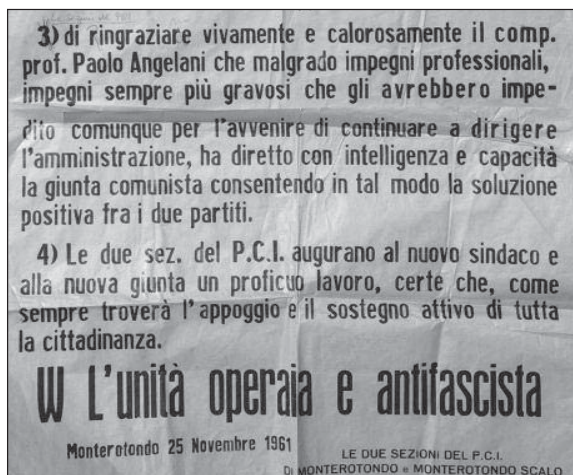 3) di ringraziare vivamente e calorosamente il comp.
prof. Paolo Angelani che malgrado impegni professionali,
impegni sempre più gravosi che gli avrebbero impe-
dito comunque per l'avvenire di continuare a dirigere
l'amministrazione, ha diretto con intelligenza e capacità
la giunta comunista consentendo in tal modo la soluzione
positiva fra i due partiti.
4) Le due sez. del P.C.I. augurano al nuovo sindaco e
alla nuova giunta un proficuo lavoro, certe che, come
sempre troverà l'appoggio e il sostegno attivo di tutta
la cittadinanza.
W L'unità operaia e antifascista
Monterotondo 25 Novembre 1961
LE DUE SEZIONI DEL P.C.I.
DI MONTEROTONDO e MONTEROTONDO SCALO